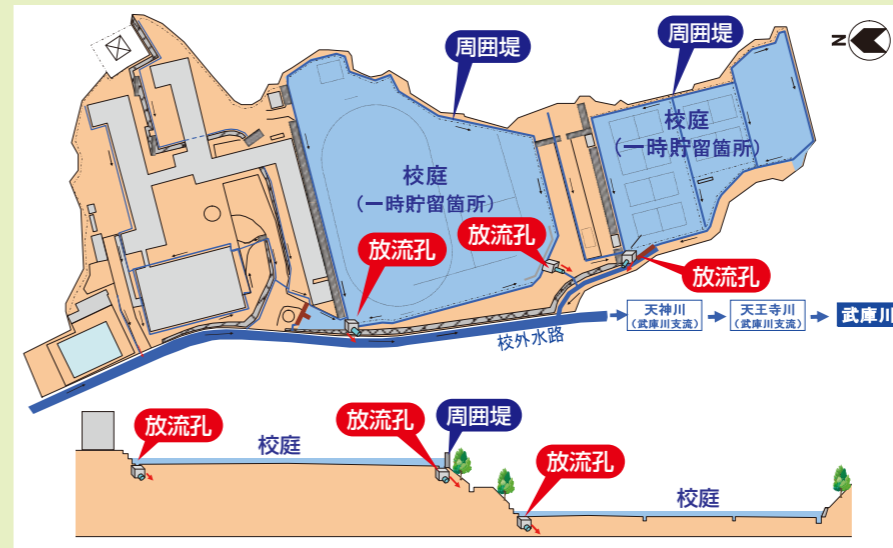 周囲堤
周囲堤
N
校庭
(一時貯留箇所)
校庭
(一時貯留箇所)
放流孔
放流孔
放流孔
校外水路
天神川
(武庫川支流)
天王寺川
(武庫川支流)
武庫川
放流孔
校庭
放流孔
周囲堤
放流孔
校庭